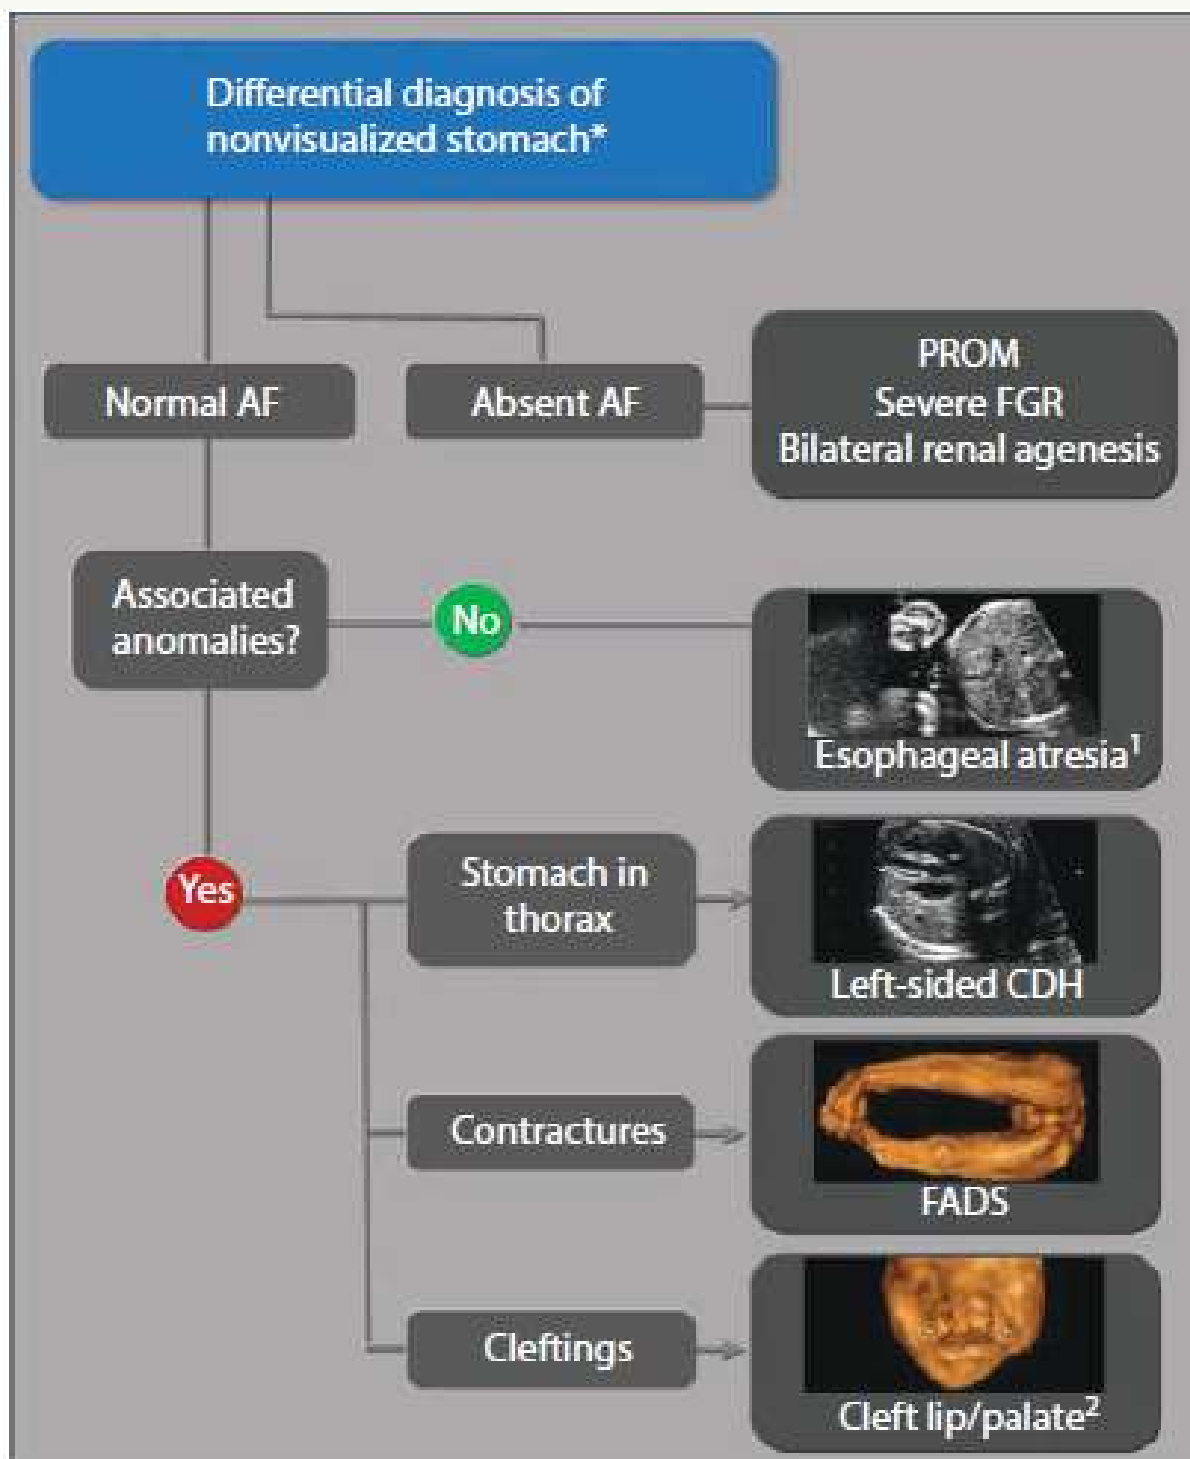 Differential diagnosis of
nonvisualized stomach*
Normal AF
Absent AF
PROM
Severe FGR
Bilateral renal agenesis
Associated
anomalies?
No
Esophageal atresia¹
Yes
Stomach in
thorax
Left-sided CDH
Contractures
FADS
Cleftings
Cleft lip/palate²